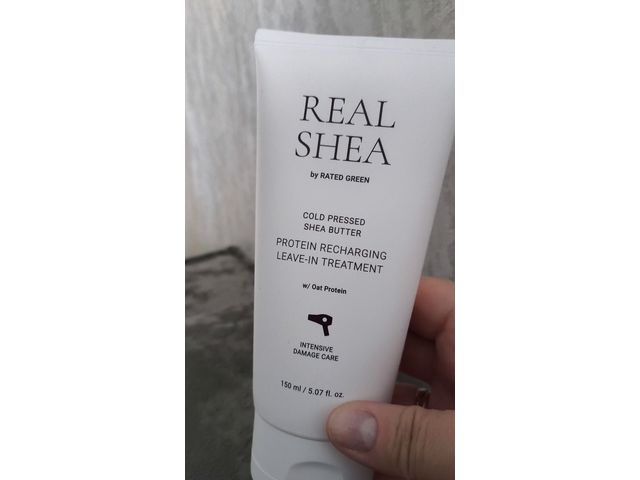 REAL
SHEA
by RATED GREEN
COLD PRESSED
SHEA BUTTER
PROTEIN RECHARGING
LEAVE-IN TREATMENT
w/ Oat Protein
INTENSIVE
DAMAGE CARE
150 ml / 5.07 fl. oz.